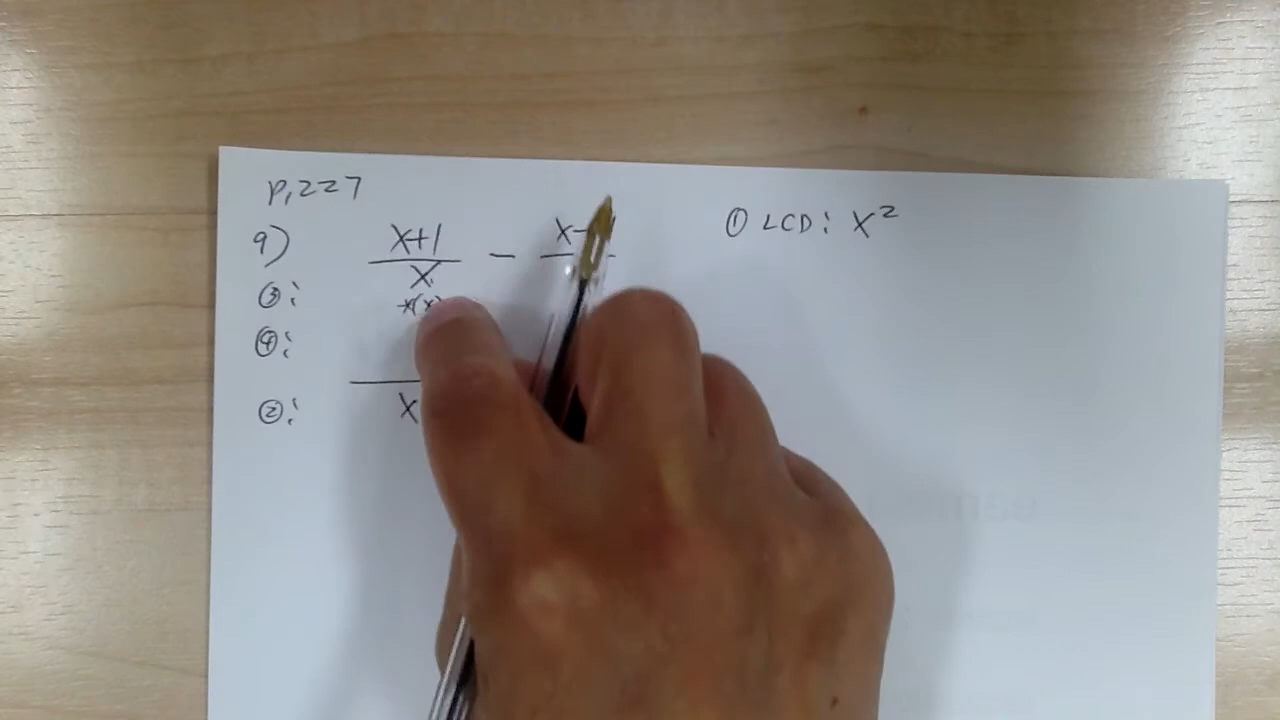 p.227
① LCD: x²
9) x+1 - x-
x
③: *(x)
④:
②: x